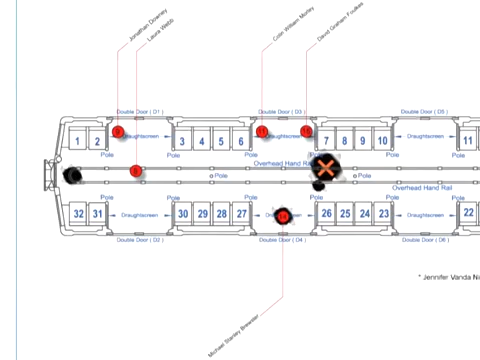 Jonathan Downey
Laura Webb
Colin William Morley
David Graham Foulkes
Double Door ( D1 )
Double Door ( D3 )
Double Door ( D5 )
9
11
15
1 2
Draughtscreen
3 4 5 6
Draughtscreen
7 8 9 10
Draughtscreen
11
Pole
Pole
Pole
Pole
Overhead Hand Rail
Pole
Pole
Overhead Hand Rail
Pole
Pole
Pole
Pole
32 31
Draughtscreen
30 29 28 27
26 25 24 23
Draughtscreen
22
Double Door ( D2 )
Double Door ( D4 )
Double Door ( D6 )
* Jennifer Vanda Ni
Michael Stanley Brewster